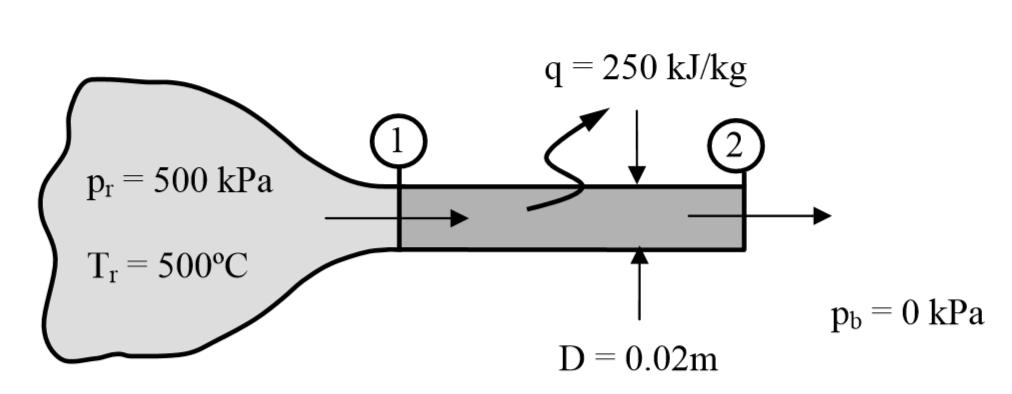 q = 250 kJ/kg
1
2
pr = 500 kPa
Tr = 500ºC
pb = 0 kPa
D = 0.02m